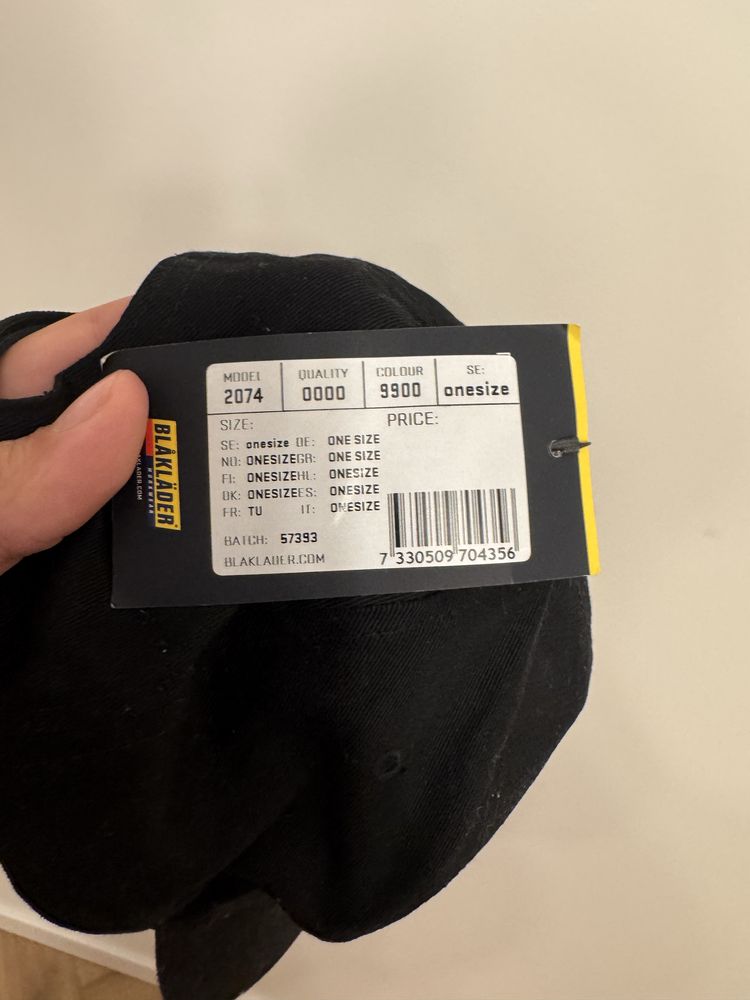 MODEL QUALITY COLOUR SE:
2074 0000 9900 onesize
SIZE: PRICE:
SE: onesize DE: ONE SIZE
NO: ONESIZE GR: ONE SIZE
FI: ONESIZE NL: ONESIZE
DK: ONESIZE ES: ONESIZE
FR: TU IT: ONESIZE
BATCH: 57393
BLAKLADER.COM
7 330509 704356
BLÅKLÄDER
WORKWEAR